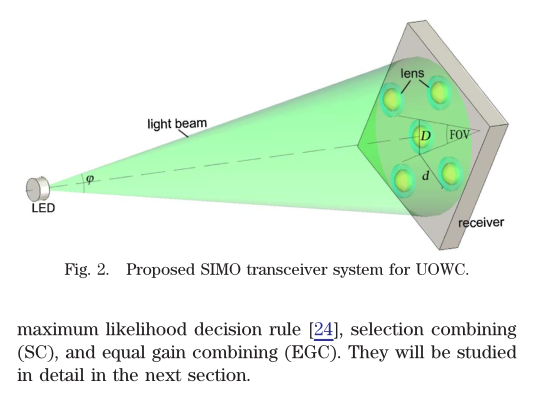 lens
light beam
D
FOV
φ
d
LED
receiver
Fig. 2. Proposed SIMO transceiver system for UOWC.
maximum likelihood decision rule [24], selection combining
(SC), and equal gain combining (EGC). They will be studied
in detail in the next section.